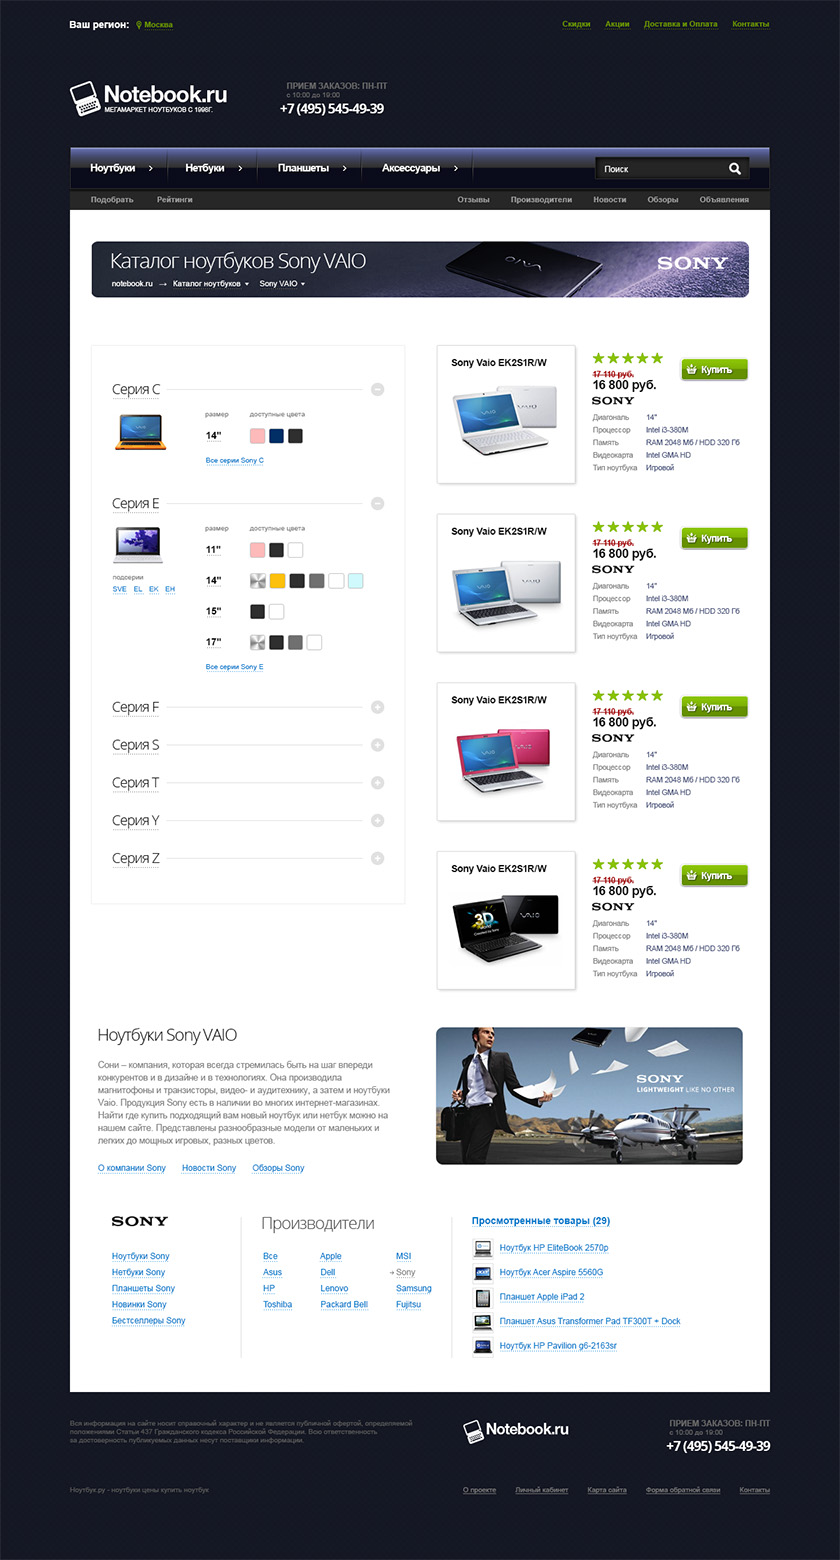 Ваш регион: Москва
Скидки Акции Доставка и Оплата Контакты
Notebook.ru
МЕГАМАРКЕТ НОУТБУКОВ С 1998Г.
ПРИЕМ ЗАКАЗОВ: ПН-ПТ
с 10:00 до 19:00
+7 (495) 545-49-39
Ноутбуки Нетбуки Планшеты Аксессуары Поиск
Подобрать Рейтинги Отзывы Производители Новости Обзоры Объявления
Каталог ноутбуков Sony VAIO
notebook.ru → Каталог ноутбуков Sony VAIO
VAIO
SONY
Серия C
размер доступные цвета
14"
Все серии Sony C
Серия E
размер доступные цвета
11"
14"
15"
17"
подсерии
SVE EL EK EH
Все серии Sony E
Серия F
Серия S
Серия T
Серия Y
Серия Z
Sony Vaio EK2S1R/W
17 110 руб.
16 800 руб.
Купить
SONY
Диагональ 14"
Процессор Intel i3-380M
Память RAM 2048 Мб / HDD 320 Гб
Видеокарта Intel GMA HD
Тип ноутбука Игровой
Sony Vaio EK2S1R/W
17 110 руб.
16 800 руб.
Купить
SONY
Диагональ 14"
Процессор Intel i3-380M
Память RAM 2048 Мб / HDD 320 Гб
Видеокарта Intel GMA HD
Тип ноутбука Игровой
Sony Vaio EK2S1R/W
17 110 руб.
16 800 руб.
Купить
SONY
Диагональ 14"
Процессор Intel i3-380M
Память RAM 2048 Мб / HDD 320 Гб
Видеокарта Intel GMA HD
Тип ноутбука Игровой
Sony Vaio EK2S1R/W
3D
17 110 руб.
16 800 руб.
Купить
SONY
Диагональ 14"
Процессор Intel i3-380M
Память RAM 2048 Мб / HDD 320 Гб
Видеокарта Intel GMA HD
Тип ноутбука Игровой
Ноутбуки Sony VAIO
Сони – компания, которая всегда стремилась быть на шаг впереди
конкурентов и в дизайне и в технологиях. Она производила
магнитофоны и транзисторы, видео- и аудитехнику, а затем и ноутбуки
Vaio. Продукция Sony есть в наличии во многих интернет-магазинах.
Найти где купить подходящий вам новый ноутбук или нетбук можно на
нашем сайте. Представлены разнообразные модели от маленьких и
легких до мощных игровых, разных цветов.
О компании Sony Новости Sony Обзоры Sony
SONY
LIGHTWEIGHT LIKE NO OTHER
SONY
Ноутбуки Sony
Нетбуки Sony
Планшеты Sony
Новинки Sony
Бестселлеры Sony
Производители
Все Apple MSI
Asus Dell Sony
HP Lenovo Samsung
Toshiba Packard Bell Fujitsu
Просмотренные товары (29)
Ноутбук HP EliteBook 2570p
Ноутбук Acer Aspire 5560G
Планшет Apple iPad 2
Планшет Asus Transformer Pad TF300T + Dock
Ноутбук HP Pavilion g6-2163sr
Вся информация на сайте носит справочный характер и не является публичной офертой, определяемой
положениями Статьи 437 Гражданского кодекса Российской Федерации. Всю ответственность
за достоверность публикуемых данных несут поставщики информации.
Notebook.ru
ПРИЕМ ЗАКАЗОВ: ПН-ПТ
с 10:00 до 19:00
+7 (495) 545-49-39
Ноутбук.ру - ноутбуки цены купить ноутбук
О проекте Личный кабинет Карта сайта Форма обратной связи Контакты